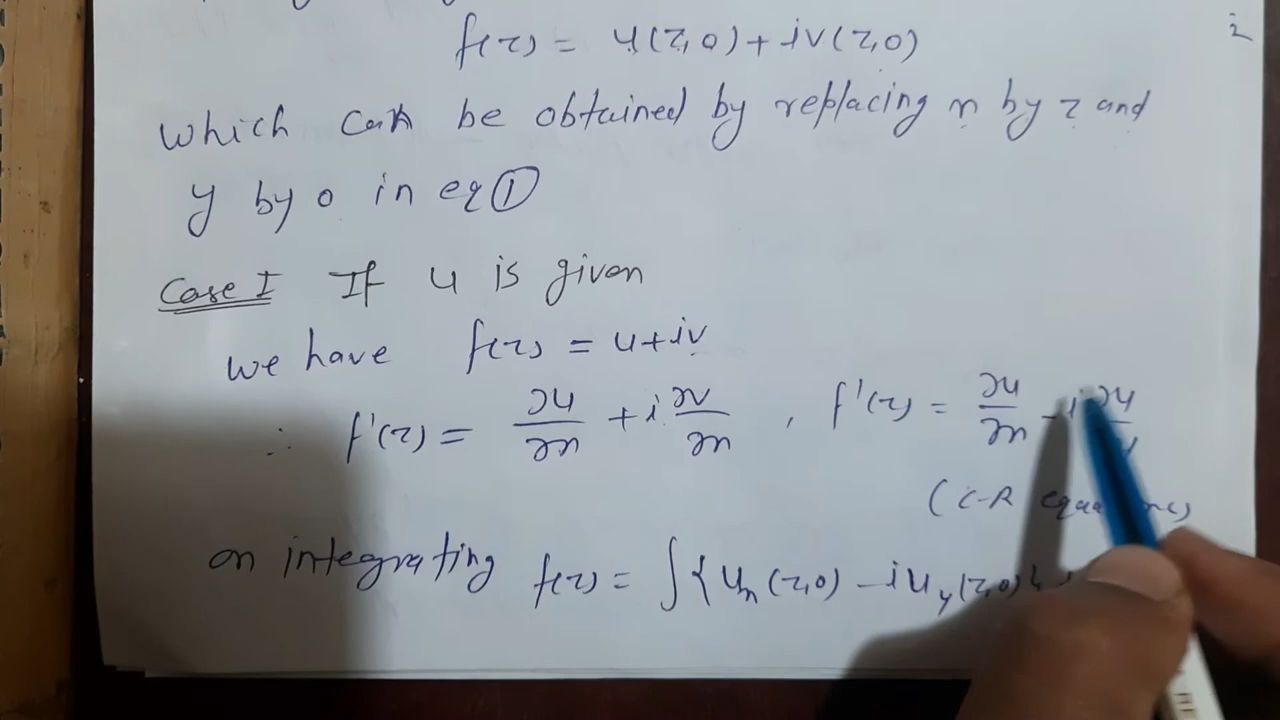 f(z) = u(z,0) + iv(z,0)
which can be obtained by replacing x by z and
y by 0 in eq ①
Case I If u is given
we have f(z) = u+iv
∴ f'(z) = ∂u/∂x + i ∂v/∂x , f'(z) = ∂u/∂x - i ∂u
(C-R
on integrating f(z) = ∫{ux(z,0) - iuy(z,0)}